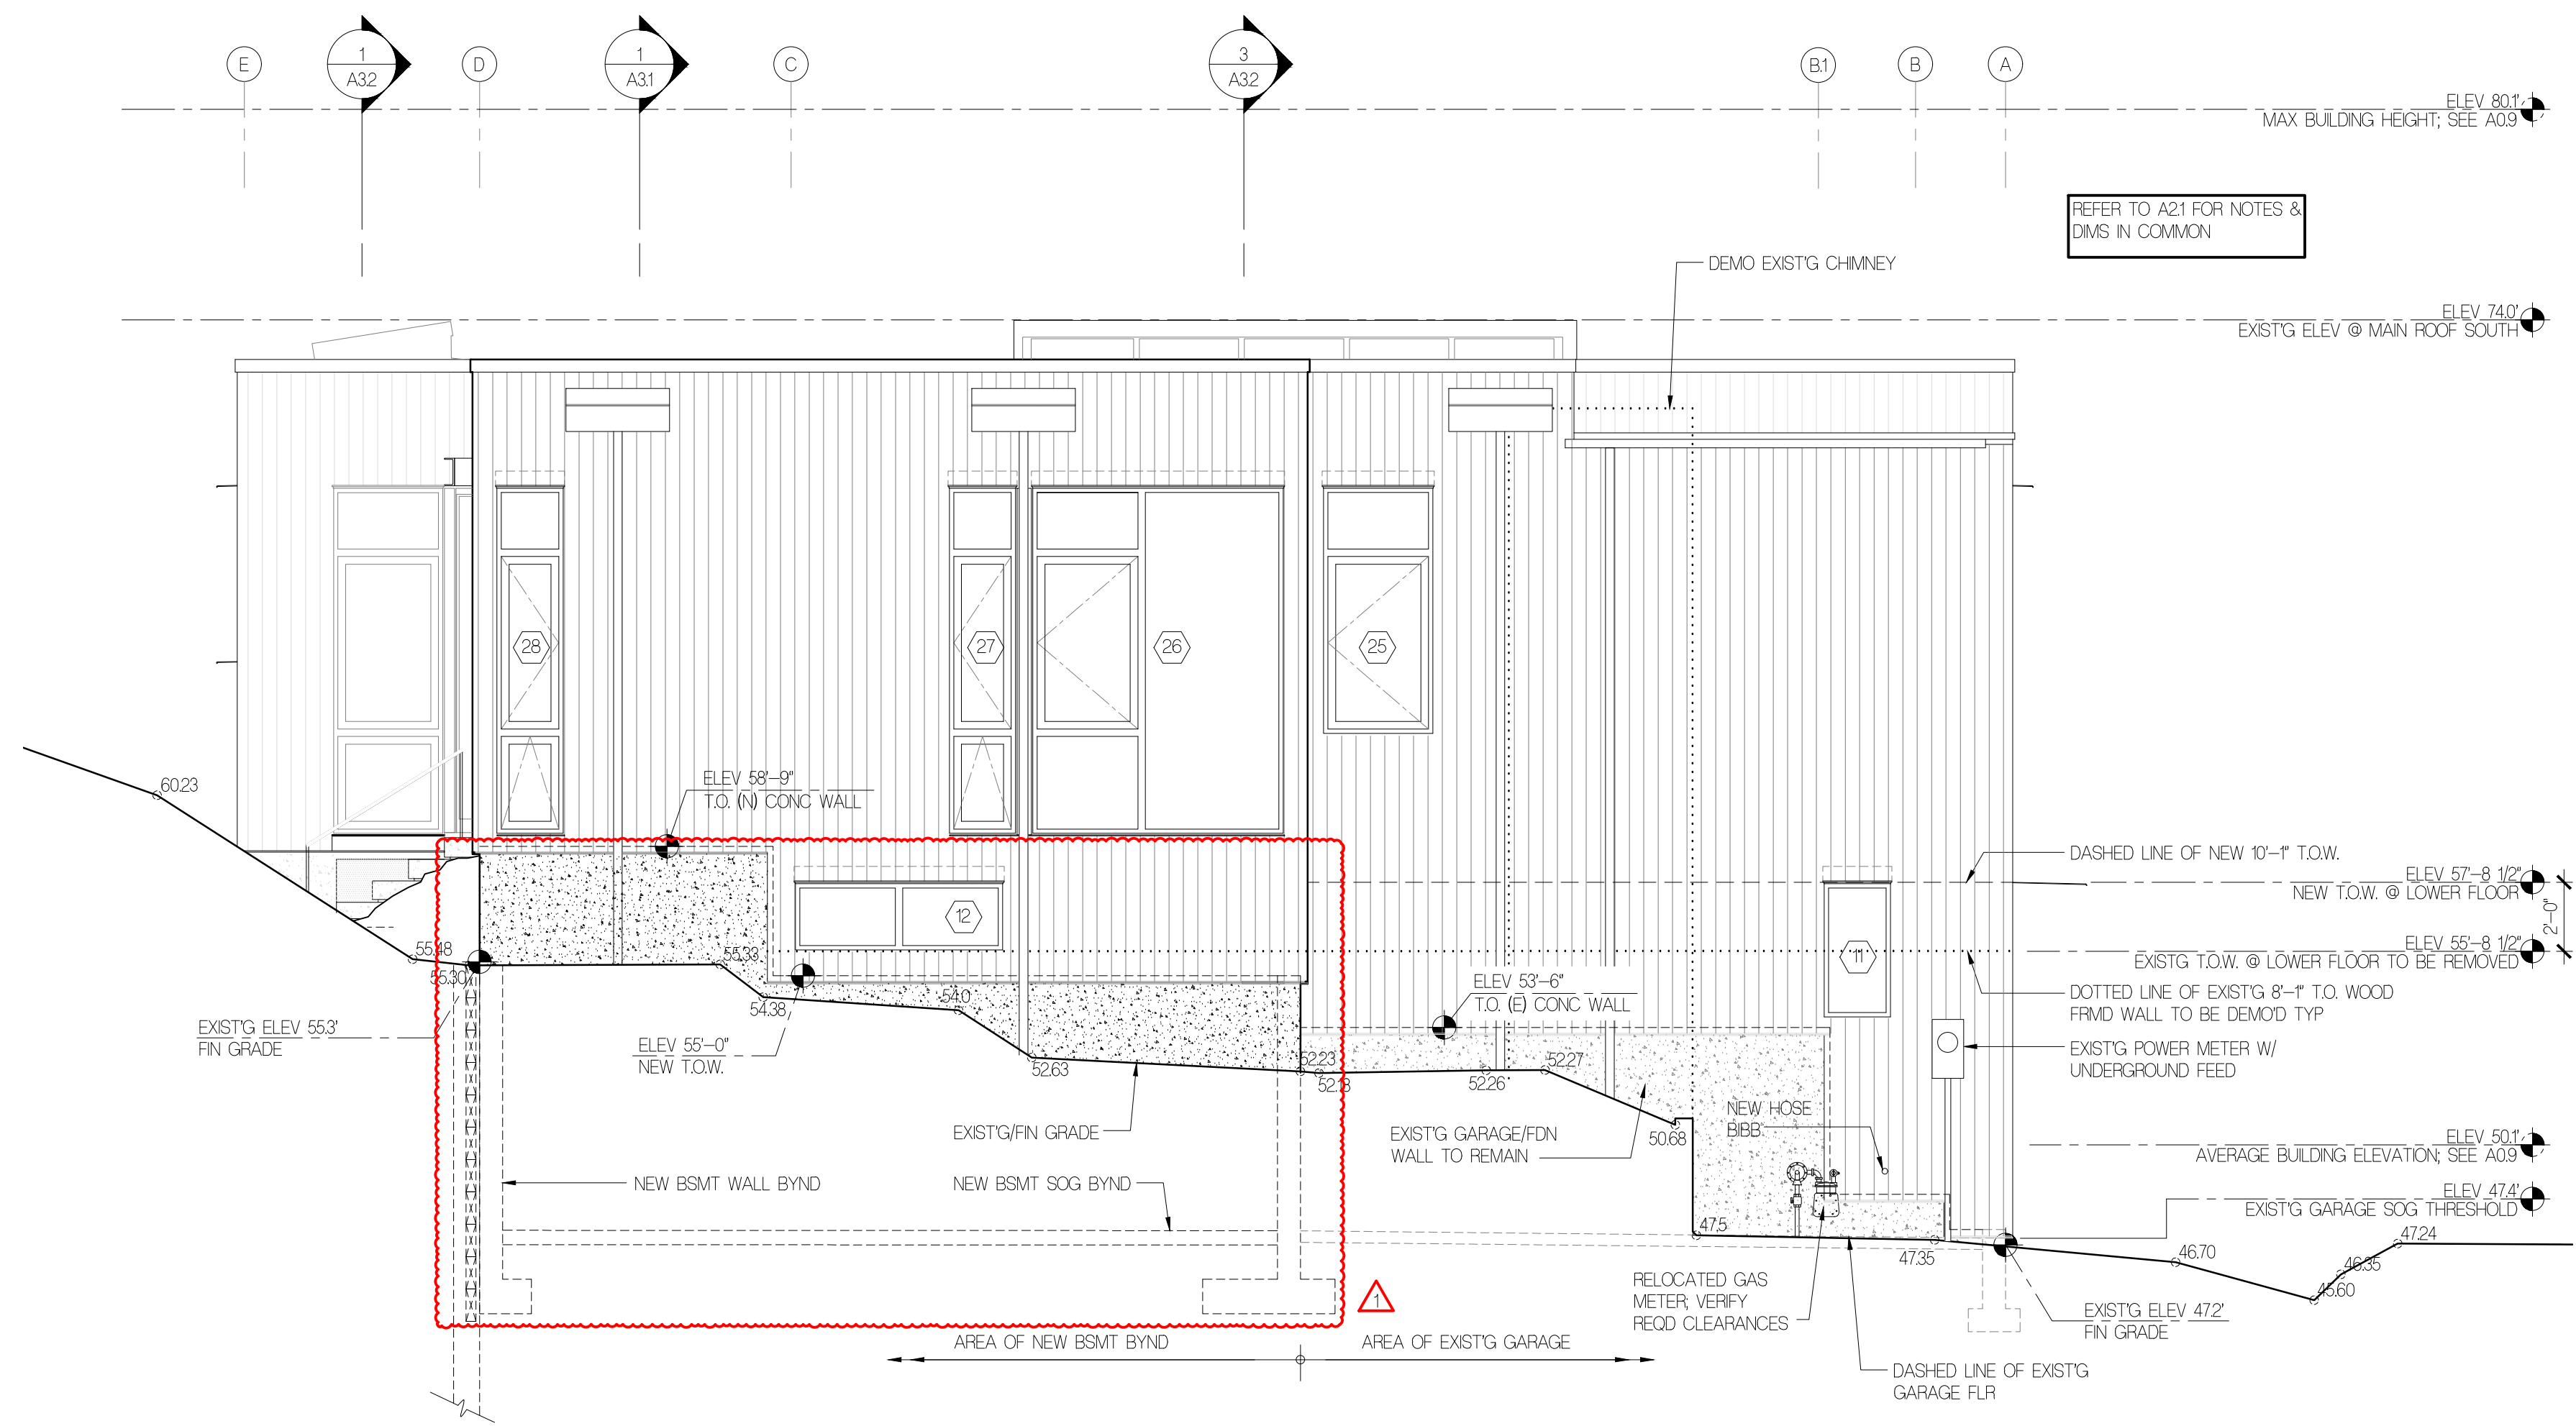 E
1
A3.2
D
1
A3.1
C
3
A3.2
B.1
B
A
ELEV 80.1'
MAX BUILDING HEIGHT; SEE A0.9
REFER TO A2.1 FOR NOTES &
DIMS IN COMMON
DEMO EXIST'G CHIMNEY
ELEV 74.0'
EXIST'G ELEV @ MAIN ROOF SOUTH
28
27
26
25
60.23
ELEV 58'-9"
T.O. (N) CONC WALL
DASHED LINE OF NEW 10'-1" T.O.W.
ELEV 57'-8 1/2"
NEW T.O.W. @ LOWER FLOOR
2'-0"
12
11
55.48
55.30
55.33
ELEV 55'-8 1/2"
EXISTG T.O.W. @ LOWER FLOOR TO BE REMOVED
DOTTED LINE OF EXIST'G 8'-1" T.O. WOOD
FRMD WALL TO BE DEMO'D TYP
54.38
54.0
ELEV 53'-6"
T.O. (E) CONC WALL
EXIST'G ELEV 55.3'
FIN GRADE
ELEV 55'-0"
NEW T.O.W.
52.63
52.23
52.18
52.26
52.27
EXIST'G POWER METER W/
UNDERGROUND FEED
NEW HOSE
BIBB
50.68
EXIST'G/FIN GRADE
EXIST'G GARAGE/FDN
WALL TO REMAIN
ELEV 50.1'
AVERAGE BUILDING ELEVATION; SEE A0.9
NEW BSMT WALL BYND
NEW BSMT SOG BYND
ELEV 47.4'
EXIST'G GARAGE SOG THRESHOLD
47.5
47.35
46.70
47.24
46.35
45.60
RELOCATED GAS
METER; VERIFY
REQD CLEARANCES
1
EXIST'G ELEV 47.2'
FIN GRADE
AREA OF NEW BSMT BYND
AREA OF EXIST'G GARAGE
DASHED LINE OF EXIST'G
GARAGE FLR